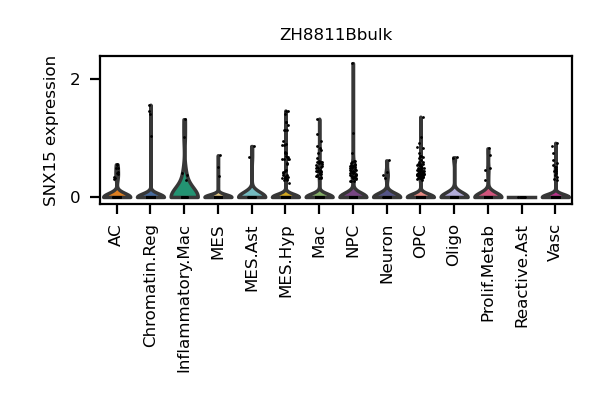 ZH8811Bbulk
SNX15 expression
2
0
AC
Chromatin.Reg
Inflammatory.Mac
MES
MES.Ast
MES.Hyp
Mac
NPC
Neuron
OPC
Oligo
Prolif.Metab
Reactive.Ast
Vasc